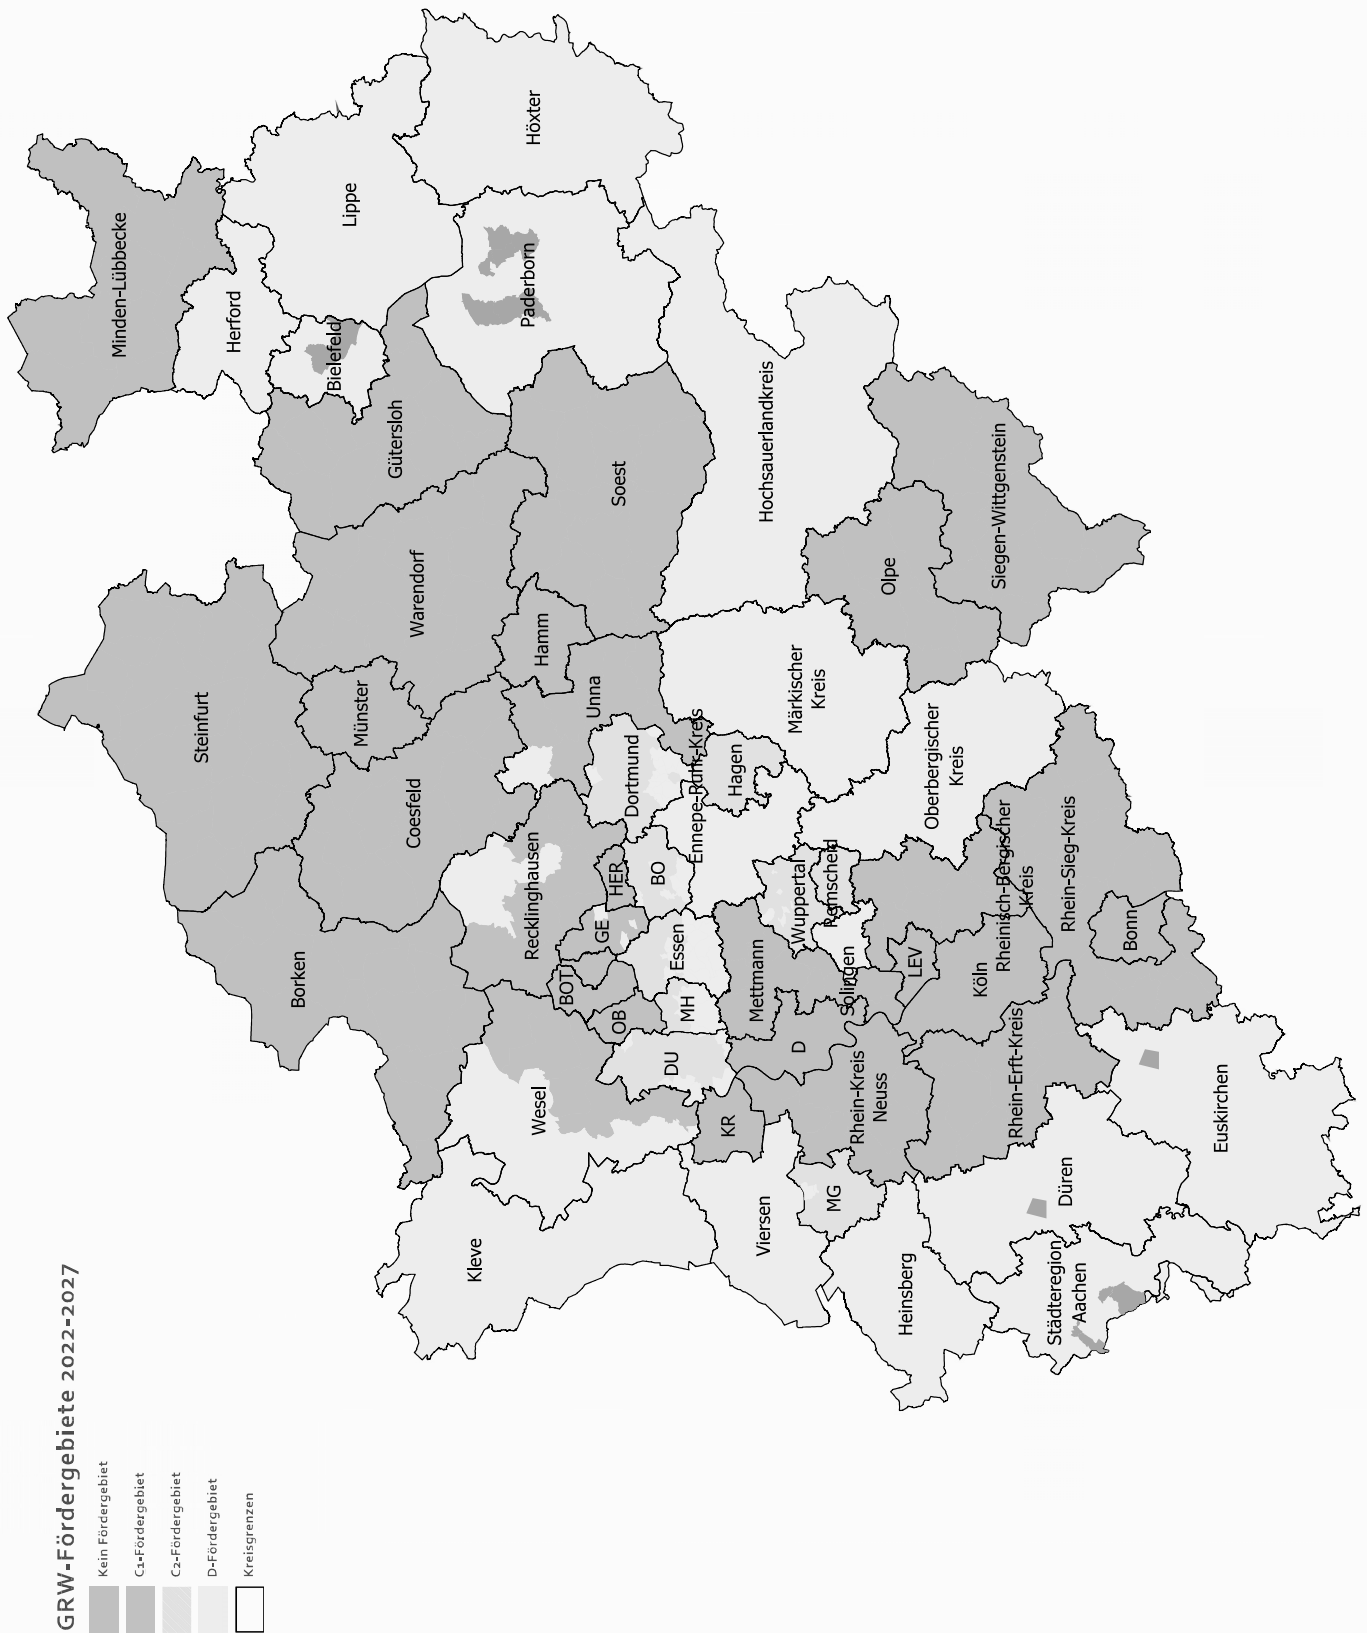 GRW-Fördergebiete 2022-2027
Kein Fördergebiet
C1-Fördergebiet
C2-Fördergebiet
D-Fördergebiet
Kreisgrenzen
Minden-Lübbecke
Steinfurt
Herford
Borken
Bielefeld
Lippe
Münster
Gütersloh
Coesfeld
Warendorf
Kleve
Wesel
Recklinghausen
Hamm
Paderborn
Höxter
BOT
GE
Unna
OB
HER
Soest
Dortmund
DU
MH
Essen
BO
Ennepe-Ruhr-Kreis
KR
Hagen
Viersen
Mettmann
Hochsauerlandkreis
D
Wuppertal
Märkischer
Kreis
MG
Remscheid
Solingen
Rhein-Kreis
Neuss
Olpe
Heinsberg
LEV
Oberbergischer
Kreis
Köln
Rheinisch-Bergischer
Kreis
Siegen-Wittgenstein
Rhein-Erft-Kreis
Städteregion
Aachen
Düren
Rhein-Sieg-Kreis
Bonn
Euskirchen